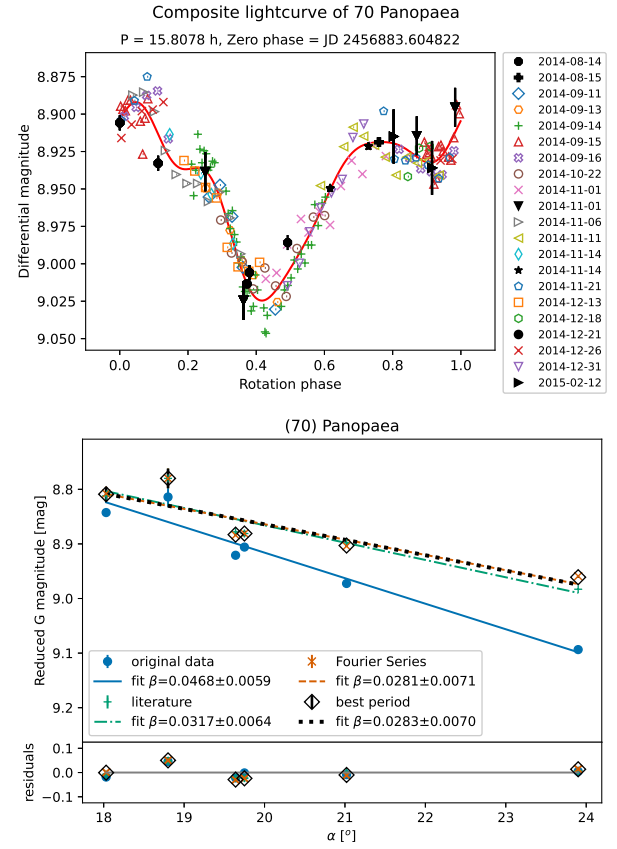 Composite lightcurve of 70 Panopaea
P = 15.8078 h, Zero phase = JD 2456883.604822
8.875
8.900
8.925
8.950
8.975
9.000
9.025
9.050
Differential magnitude
0.0 0.2 0.4 0.6 0.8 1.0
Rotation phase
2014-08-14
2014-08-15
2014-09-11
2014-09-13
2014-09-14
2014-09-15
2014-09-16
2014-10-22
2014-11-01
2014-11-01
2014-11-06
2014-11-11
2014-11-14
2014-11-14
2014-11-21
2014-12-13
2014-12-18
2014-12-21
2014-12-26
2014-12-31
2015-02-12
(70) Panopaea
8.8
8.9
9.0
9.1
9.2
Reduced G magnitude [mag]
original data
fit β=0.0468±0.0059
literature
fit β=0.0317±0.0064
Fourier Series
fit β=0.0281±0.0071
best period
fit β=0.0283±0.0070
0.1
0.0
−0.1
residuals
18 19 20 21 22 23 24
α [°]